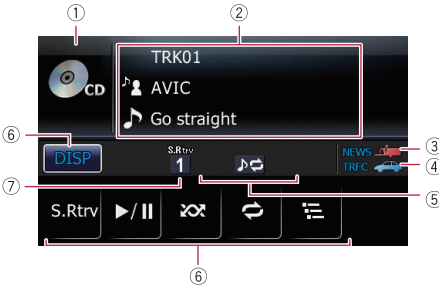 ① ②
TRK01
CD AVIC
Go straight
⑥ DISP
S.Rtrv
1
NEWS ③
TRFC ④
⑦ ⑤
S.Rtrv
⑥